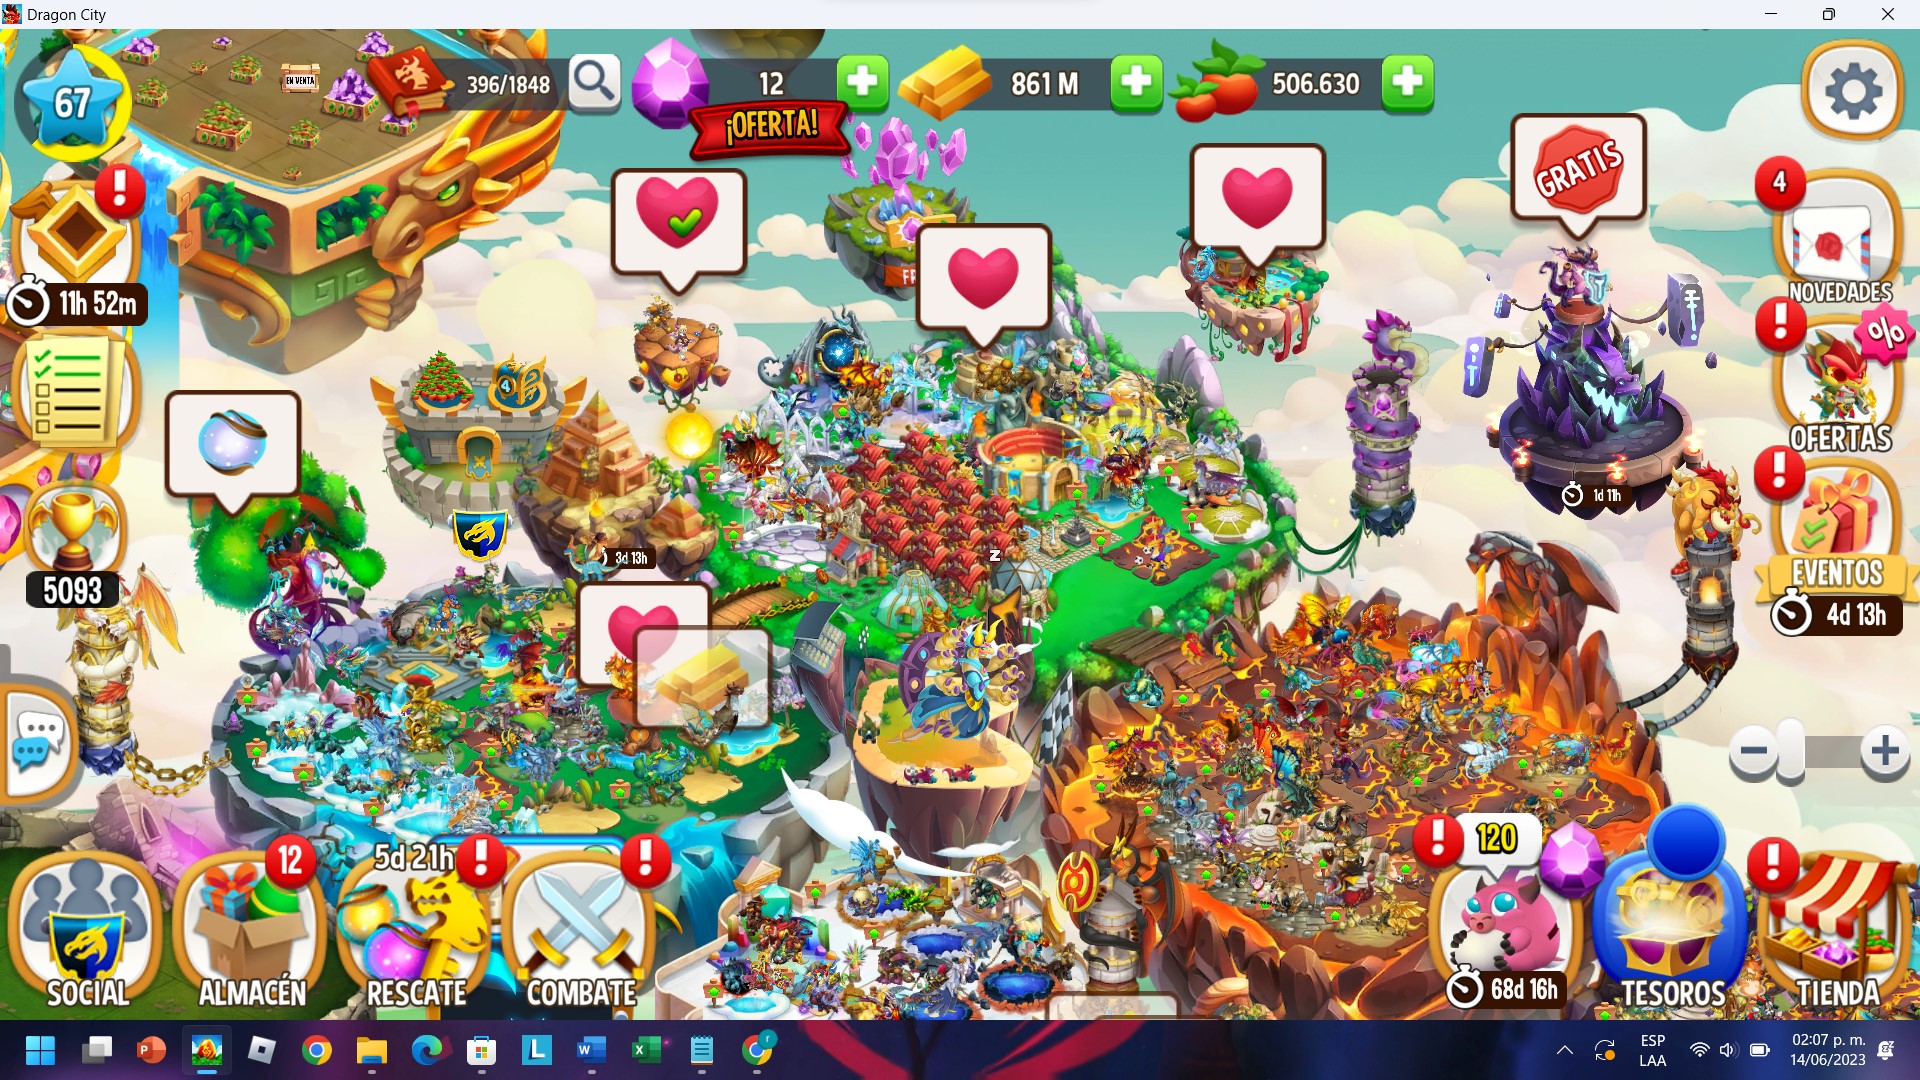 Dragon City
67
EN VENTA
396/1848
12
¡OFERTA!
861 M
506.630
GRATIS
4
NOVEDADES
11h 52m
FR
%
OFERTAS
4
1d 11h
3d 13h
EVENTOS
4d 13h
5093
Z
12
5d 21h
120
SOCIAL
ALMACÉN
RESCATE
COMBATE
68d 16h
TESOROS
TIENDA
ESP
LAA
02:07 p. m.
14/06/2023